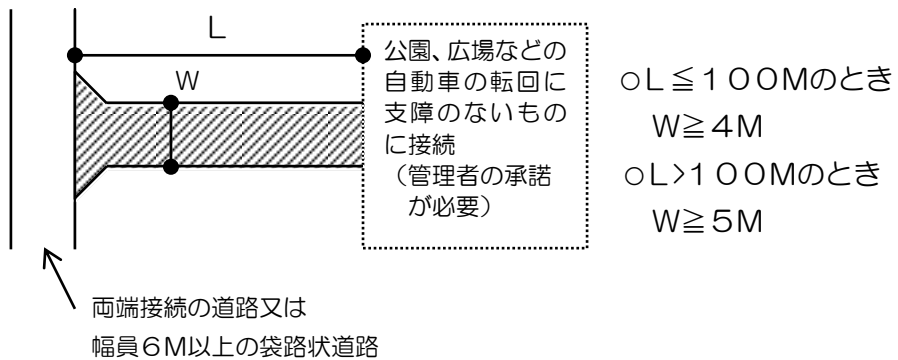 L
W
公園、広場などの
自動車の転回に
支障のないもの
に接続
（管理者の承諾
が必要）
○L≦１００Mのとき
W≧４M
○L>１００Mのとき
W≧５M
両端接続の道路又は
幅員６M以上の袋路状道路